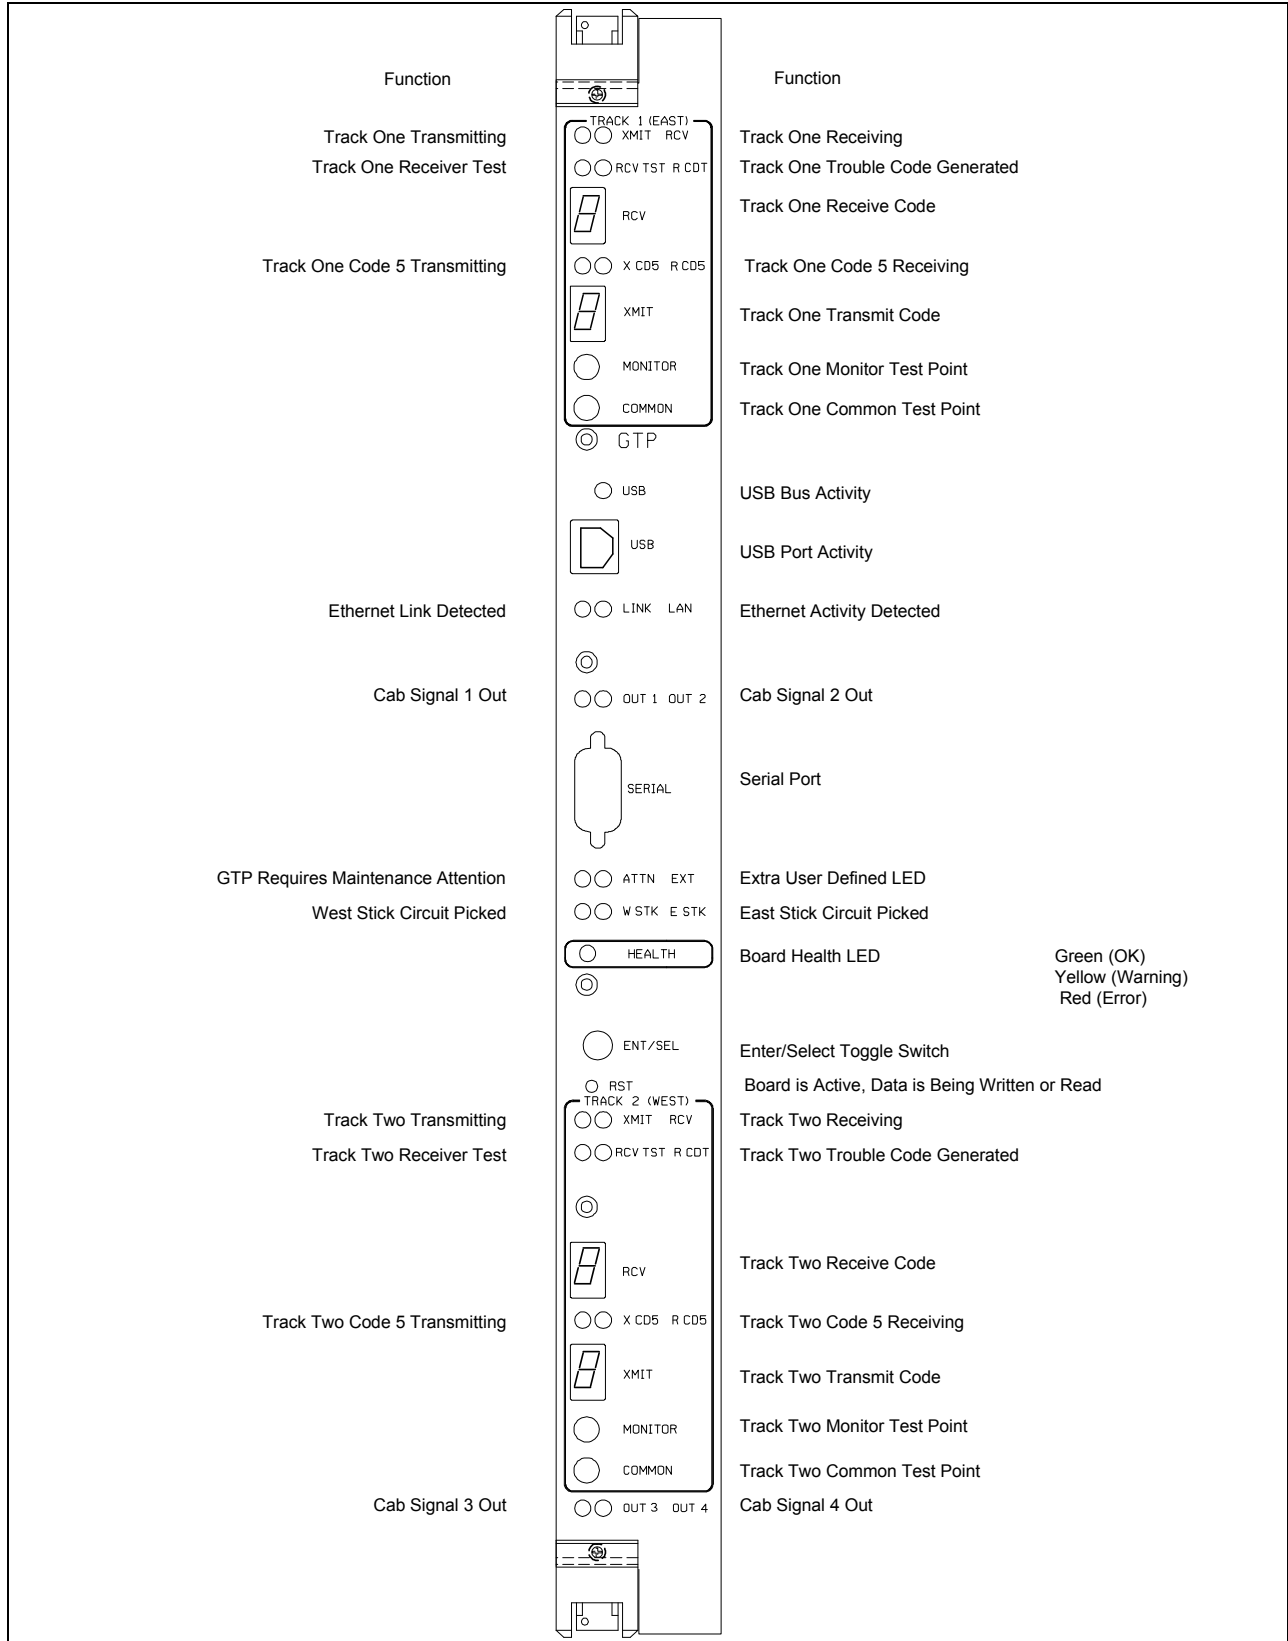 Function Function
TRACK 1 (EAST)
Track One Transmitting XMIT RCV Track One Receiving
Track One Receiver Test RCV TST R CDT Track One Trouble Code Generated
RCV Track One Receive Code
Track One Code 5 Transmitting X CD5 R CD5 Track One Code 5 Receiving
XMIT Track One Transmit Code
MONITOR Track One Monitor Test Point
COMMON Track One Common Test Point
GTP
USB USB Bus Activity
USB USB Port Activity
Ethernet Link Detected LINK LAN Ethernet Activity Detected
Cab Signal 1 Out OUT 1 OUT 2 Cab Signal 2 Out
SERIAL Serial Port
GTP Requires Maintenance Attention ATTN EXT Extra User Defined LED
West Stick Circuit Picked W STK E STK East Stick Circuit Picked
HEALTH Board Health LED Green (OK)
Yellow (Warning)
Red (Error)
ENT/SEL Enter/Select Toggle Switch
RST Board is Active, Data is Being Written or Read
TRACK 2 (WEST)
Track Two Transmitting XMIT RCV Track Two Receiving
Track Two Receiver Test RCV TST R CDT Track Two Trouble Code Generated
RCV Track Two Receive Code
Track Two Code 5 Transmitting X CD5 R CD5 Track Two Code 5 Receiving
XMIT Track Two Transmit Code
MONITOR Track Two Monitor Test Point
COMMON Track Two Common Test Point
Cab Signal 3 Out OUT 3 OUT 4 Cab Signal 4 Out